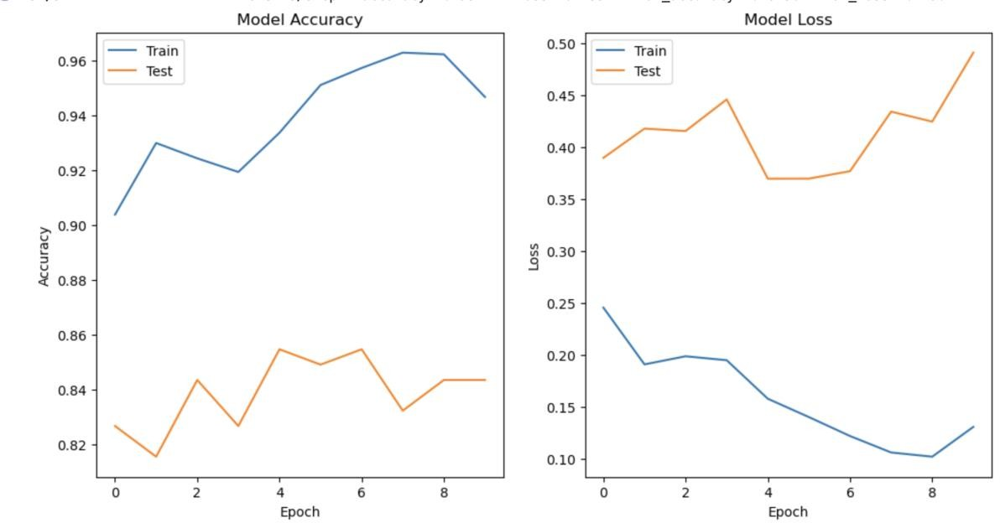 Model Accuracy
Train
Test
0.96
0.94
0.92
0.90
0.88
0.86
0.84
0.82
Accuracy
0 2 4 6 8
Epoch
Model Loss
Train
Test
0.50
0.45
0.40
0.35
0.30
0.25
0.20
0.15
0.10
Loss
0 2 4 6 8
Epoch